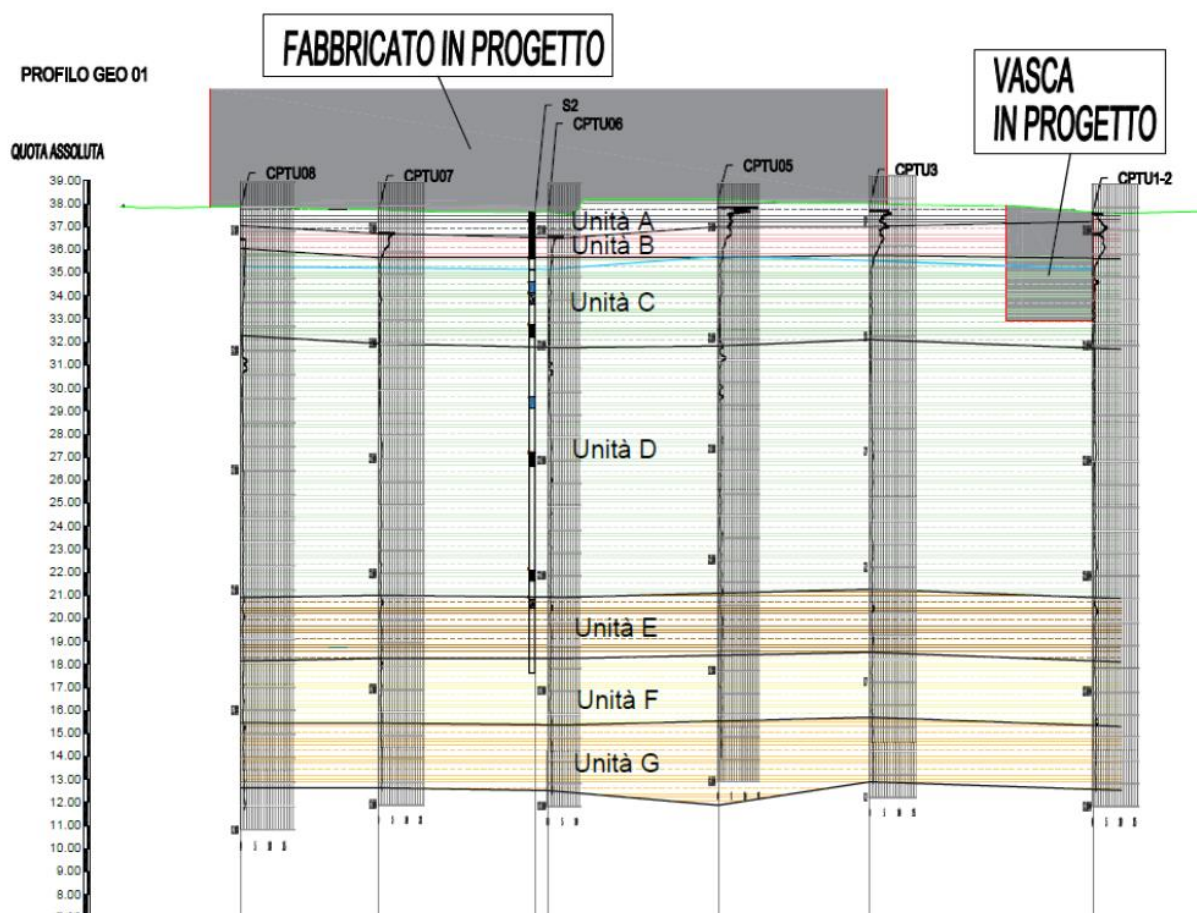 FABBRICATO IN PROGETTO
PROFILO GEO 01
VASCA
IN PROGETTO
S2
CPTU06
QUOTA ASSOLUTA
CPTU08
CPTU07
CPTU05
CPTU3
CPTU1-2
39.00
38.00
37.00
36.00
35.00
34.00
33.00
32.00
31.00
30.00
29.00
28.00
27.00
26.00
25.00
24.00
23.00
22.00
21.00
20.00
19.00
18.00
17.00
16.00
15.00
14.00
13.00
12.00
11.00
10.00
9.00
8.00
Unità A
Unità B
Unità C
Unità D
Unità E
Unità F
Unità G